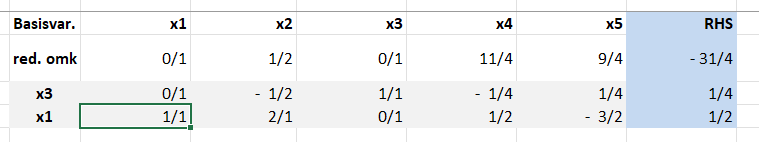 Basisvar. x1 x2 x3 x4 x5 RHS
red. omk 0/1 1/2 0/1 11/4 9/4 - 31/4
x3 0/1 - 1/2 1/1 - 1/4 1/4 1/4
x1 1/1 2/1 0/1 1/2 - 3/2 1/2